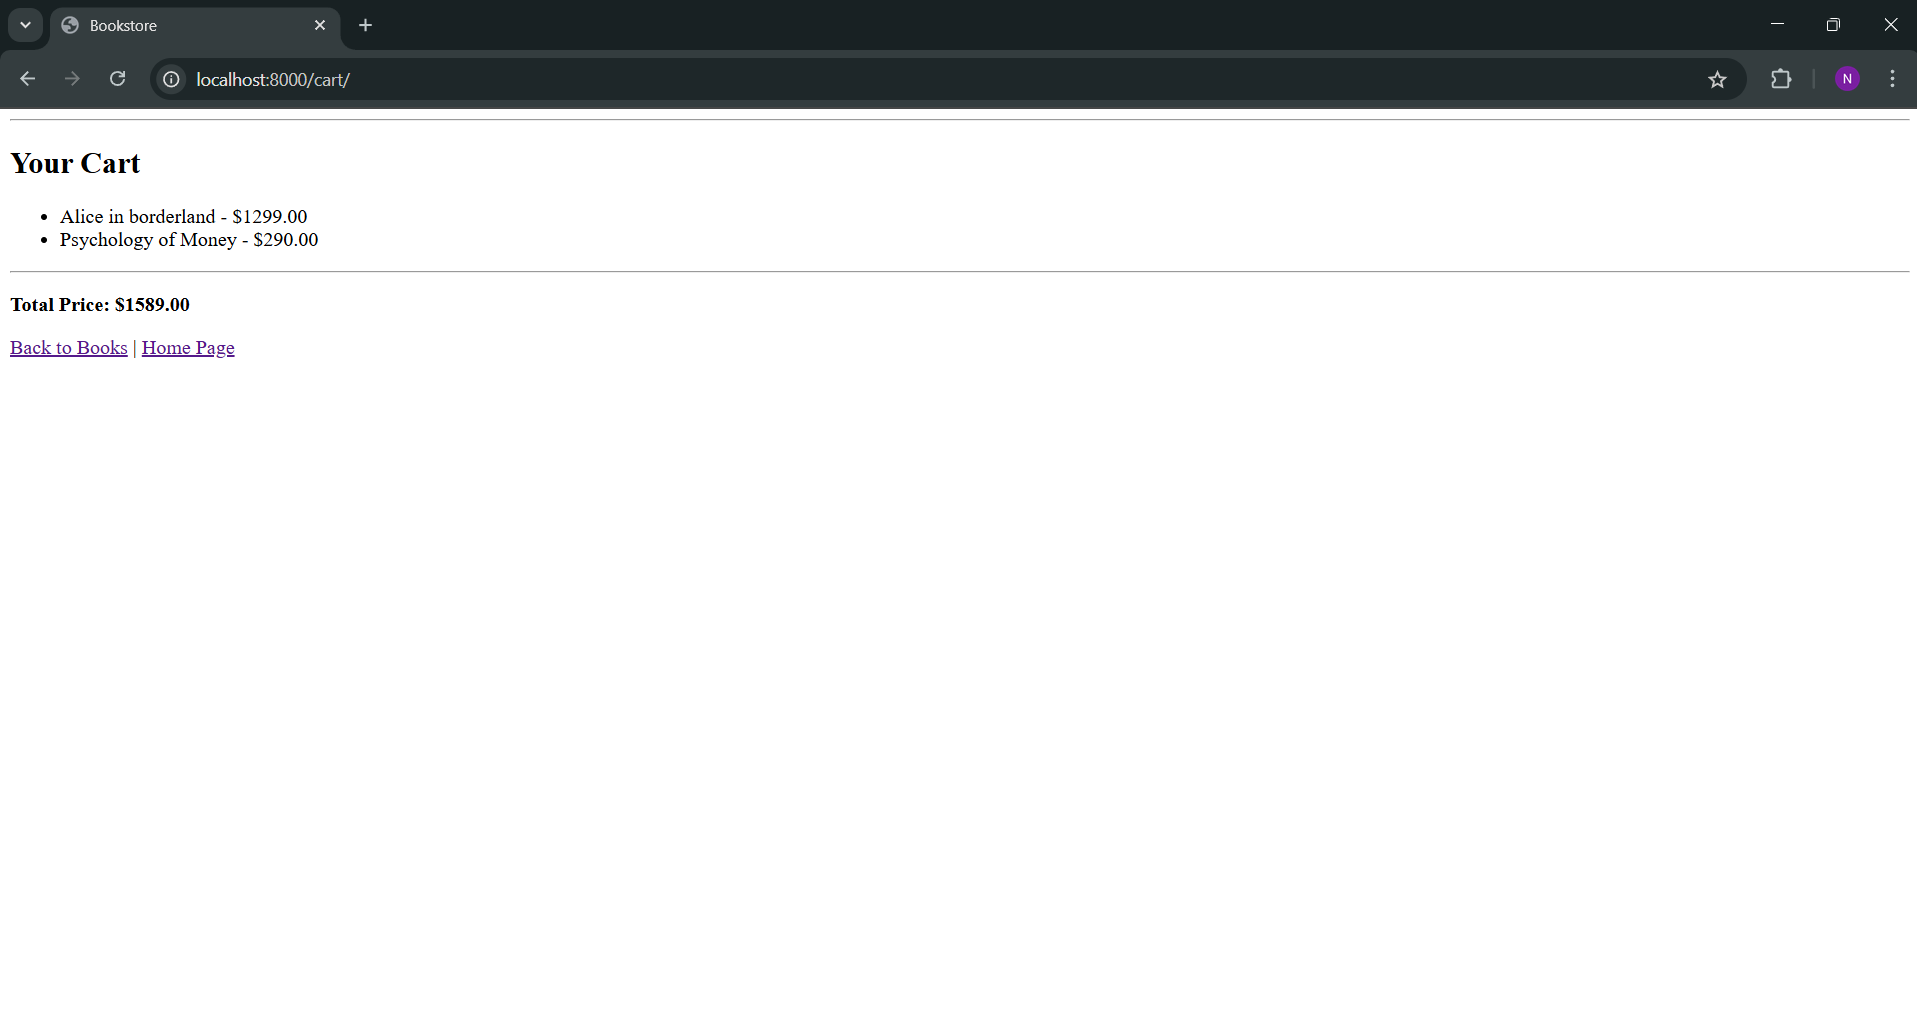 Bookstore
localhost:8000/cart/
N
Your Cart
• Alice in borderland - $1299.00
• Psychology of Money - $290.00
Total Price: $1589.00
Back to Books | Home Page